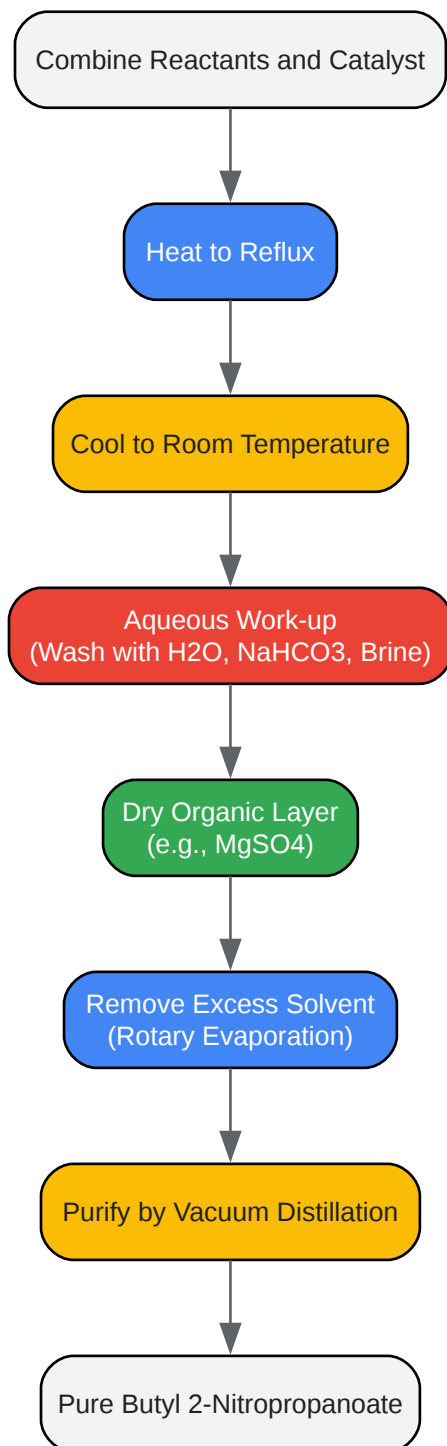 Combine Reactants and Catalyst
Heat to Reflux
Cool to Room Temperature
Aqueous Work-up
(Wash with H2O, NaHCO3, Brine)
Dry Organic Layer
(e.g., MgSO4)
Remove Excess Solvent
(Rotary Evaporation)
Purify by Vacuum Distillation
Pure Butyl 2-Nitropropanoate